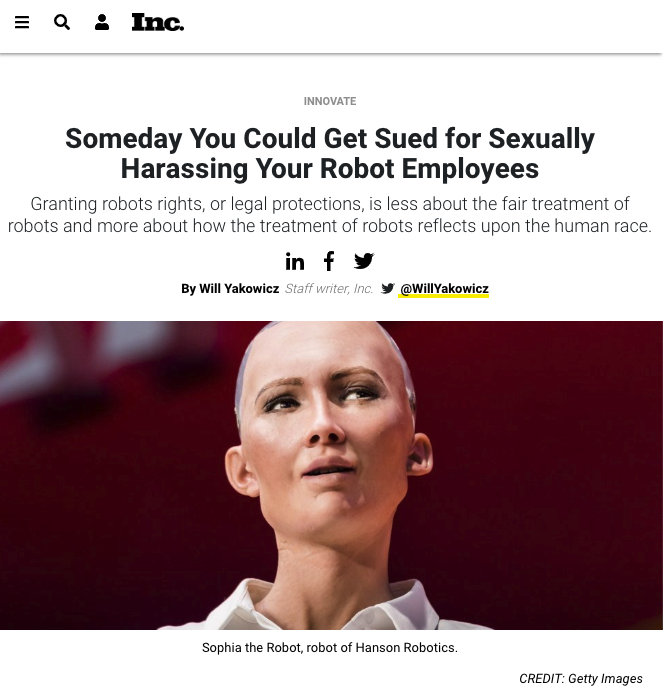 Inc.
INNOVATE
Someday You Could Get Sued for Sexually
Harassing Your Robot Employees
Granting robots rights, or legal protections, is less about the fair treatment of
robots and more about how the treatment of robots reflects upon the human race.
By Will Yakowicz Staff writer, Inc. @WillYakowicz
Sophia the Robot, robot of Hanson Robotics.
CREDIT: Getty Images